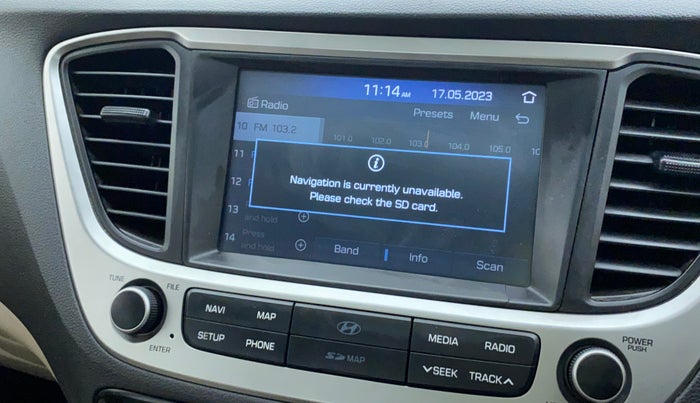 11:14 AM 17.05.2023
Radio
Presets Menu
10 FM 103.2
101.0 102.0 103.0 104.0 105.0 10
11 F
Navigation is currently unavailable.
Please check the SD card.
12
13
and hold
14 Press
and hold
Band Info Scan
TUNE FILE
ENTER
NAVI MAP
SETUP PHONE
SD MAP
MEDIA RADIO
SEEK TRACK
POWER
PUSH